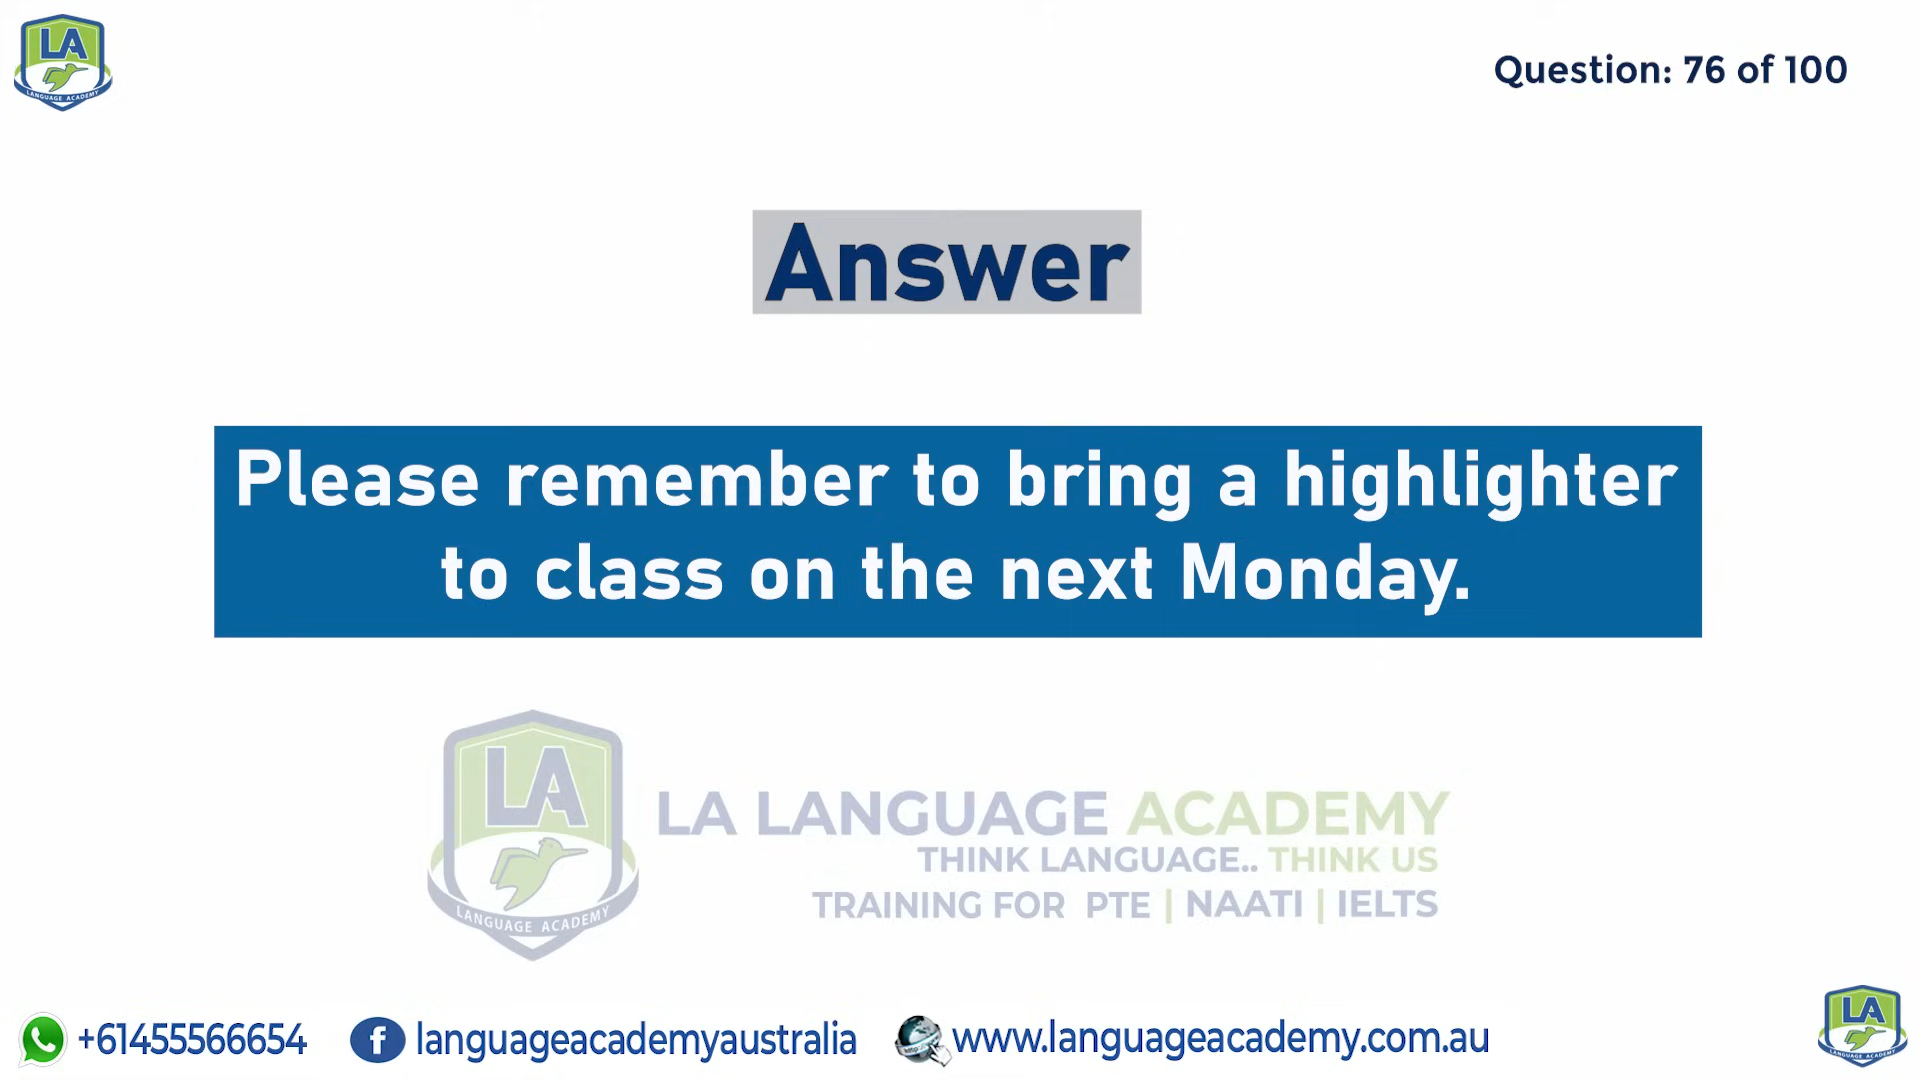 LA
LANGUAGE ACADEMY
Question: 76 of 100
Answer
Please remember to bring a highlighter
to class on the next Monday.
LA
LANGUAGE ACADEMY
LA LANGUAGE ACADEMY
THINK LANGUAGE.. THINK US
TRAINING FOR PTE | NAATI | IELTS
+61455566654
f
languageacademyaustralia
www.languageacademy.com.au
LA
LANGUAGE ACADEMY